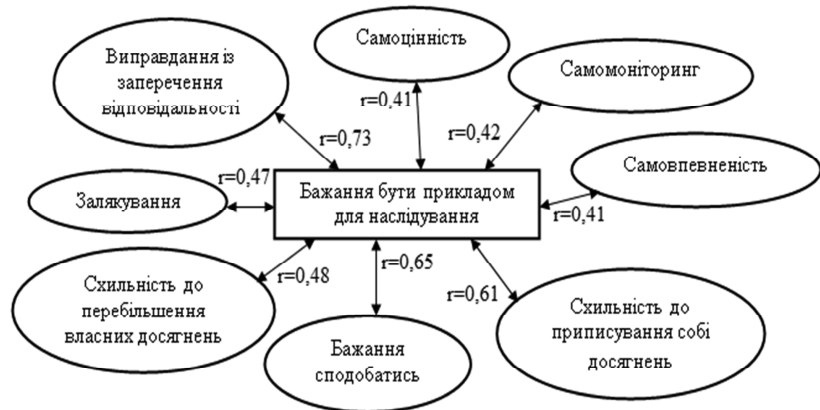 Самоцінність
Виправдання із
заперечення
відповідальності
Самомоніторинг
r=0,41
r=0,42
r=0,73
Самовпевненість
r=0,47
Залякування
Бажання бути прикладом
для наслідування
r=0,41
r=0,48
r=0,65
r=0,61
Схильність до
перебільшення
власних досягнень
Бажання
сподобатись
Схильність до
приписування собі
досягнень